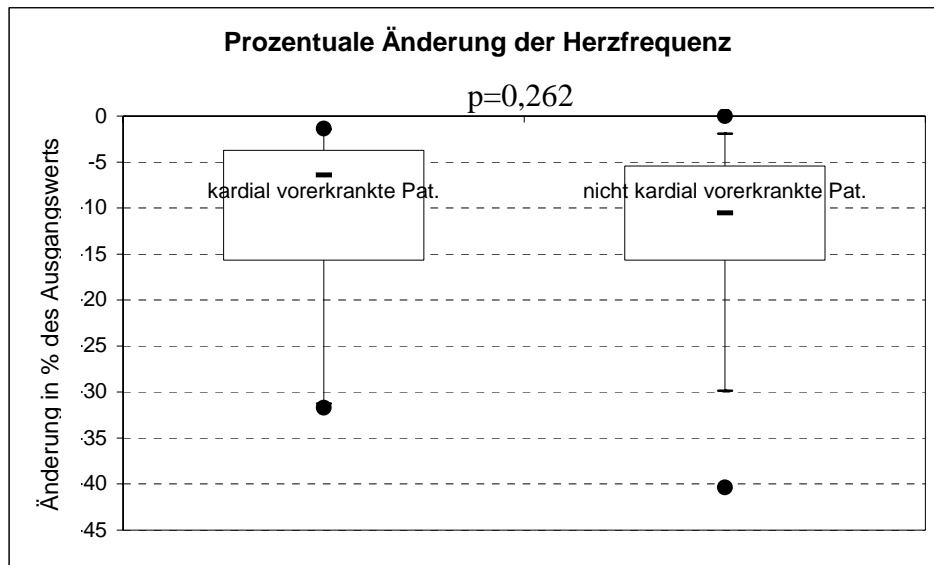 Prozentuale Änderung der Herzfrequenz
p=0,262
Änderung in % des Ausgangswerts
0
-5
-10
-15
-20
-25
-30
-35
-40
-45
kardial vorerkrankte Pat.
nicht kardial vorerkrankte Pat.